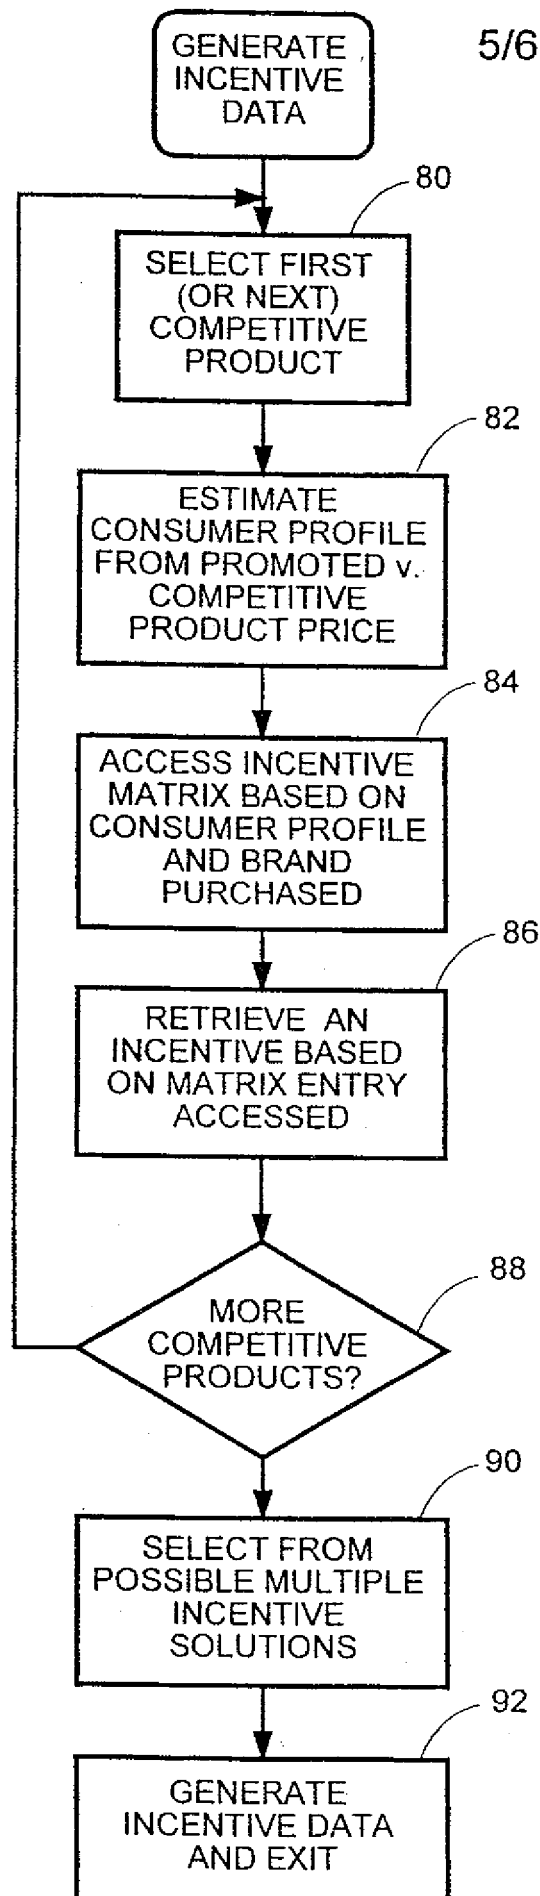 5/6
GENERATE
INCENTIVE
DATA
80
SELECT FIRST
(OR NEXT)
COMPETITIVE
PRODUCT
82
ESTIMATE
CONSUMER PROFILE
FROM PROMOTED v.
COMPETITIVE
PRODUCT PRICE
84
ACCESS INCENTIVE
MATRIX BASED ON
CONSUMER PROFILE
AND BRAND
PURCHASED
86
RETRIEVE AN
INCENTIVE BASED
ON MATRIX ENTRY
ACCESSED
88
MORE
COMPETITIVE
PRODUCTS?
90
SELECT FROM
POSSIBLE MULTIPLE
INCENTIVE
SOLUTIONS
92
GENERATE
INCENTIVE DATA
AND EXIT